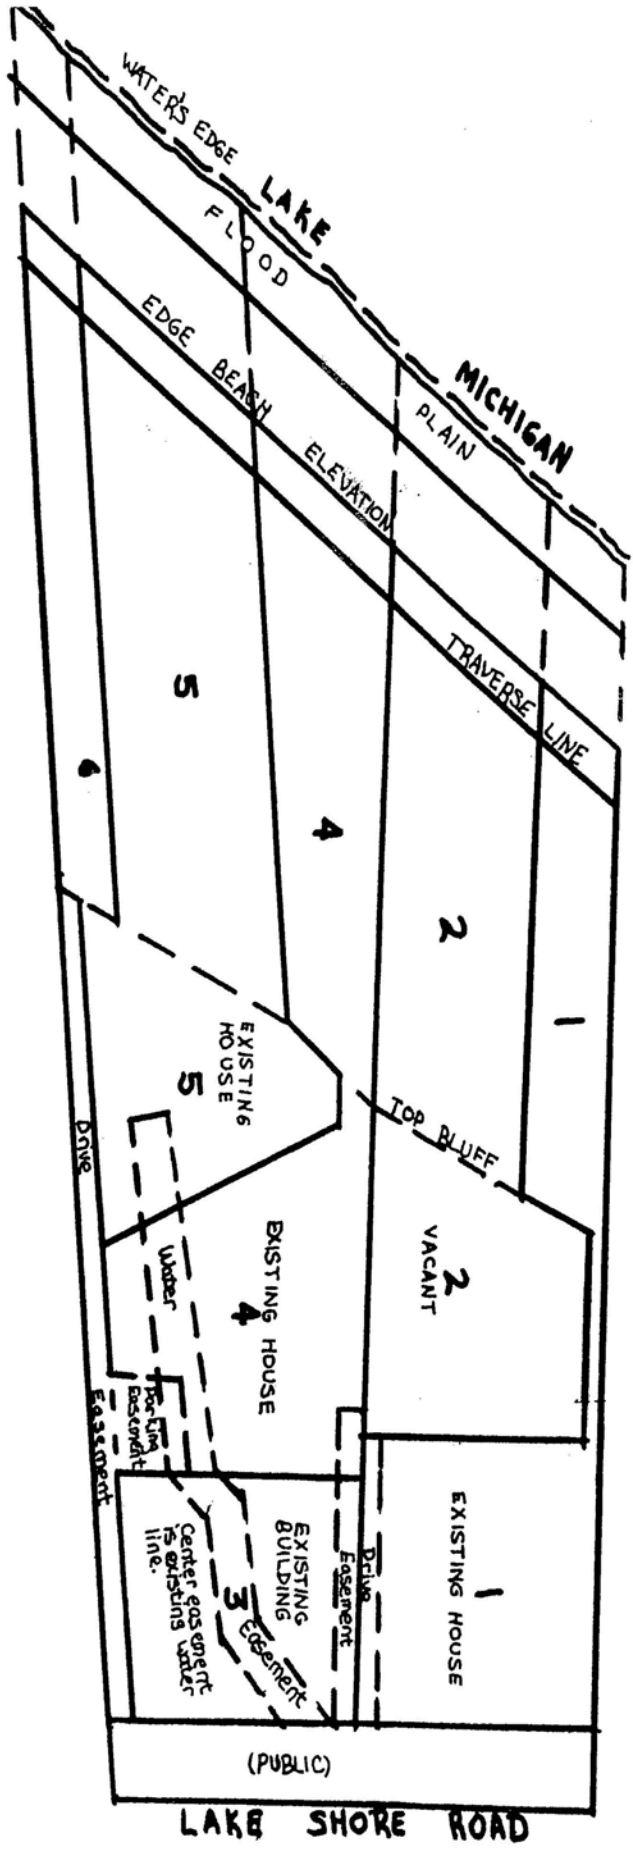 WATER'S EDGE
LAKE MICHIGAN
FLOOD PLAIN
EDGE BEACH ELEVATION
TRAVERSE LINE
5
6
4
2
1
EXISTING
HOUSE
5
TOP BLUFF
Drive
Water
EXISTING HOUSE
4
2
VACANT
Parking
Easement
Easement
EXISTING
BUILDING
3
Easement
Center easement
is existing water
line.
Drive
Easement
1
EXISTING HOUSE
(PUBLIC)
LAKE SHORE ROAD